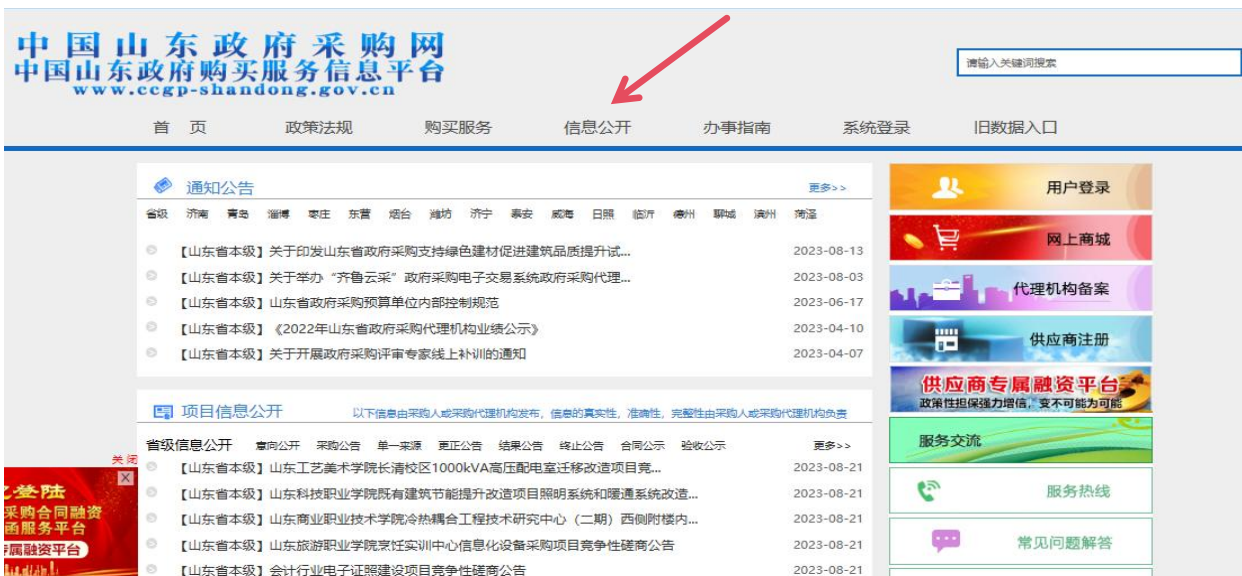 中国山东政府采购网
中国山东政府购买服务信息平台
www.ccgp-shandong.gov.cn
请输入关键词搜索
首 页 政策法规 购买服务 信息公开 办事指南 系统登录 旧数据入口
通知公告 更多>>
省级 济南 青岛 淄博 枣庄 东营 烟台 潍坊 济宁 泰安 威海 日照 临沂 德州 聊城 滨州 菏泽
【山东省本级】关于印发山东省政府采购支持绿色建材促进建筑品质提升试... 2023-08-13
【山东省本级】关于举办“齐鲁云采”政府采购电子交易系统政府采购代理... 2023-08-03
【山东省本级】山东省政府采购预算单位内部控制规范 2023-06-17
【山东省本级】《2022年山东省政府采购代理机构业绩公示》 2023-04-10
【山东省本级】关于开展政府采购评审专家线上补训的通知 2023-04-07
项目信息公开 以下信息由采购人或采购代理机构发布，信息的真实性，准确性，完整性由采购人或采购代理机构负责
省级信息公开 意向公开 采购公告 单一来源 更正公告 结果公告 终止公告 合同公示 验收公示 更多>>
【山东省本级】山东工艺美术学院长清校区1000kVA高压配电室迁移改造项目竞... 2023-08-21
【山东省本级】山东科技职业学院既有建筑节能提升改造项目照明系统和暖通系统改造... 2023-08-21
【山东省本级】山东商业职业技术学院冷热耦合工程技术研究中心（二期）西侧附楼内... 2023-08-21
【山东省本级】山东旅游职业学院烹饪实训中心信息化设备采购项目竞争性磋商公告 2023-08-21
【山东省本级】会计行业电子证照建设项目竞争性磋商公告 2023-08-21
用户登录
网上商城
代理机构备案
供应商注册
供应商专属融资平台
政策性担保强力增信，变不可能为可能
服务交流
服务热线
常见问题解答
关闭
登陆
采购合同融资
函服务平台
属融资平台